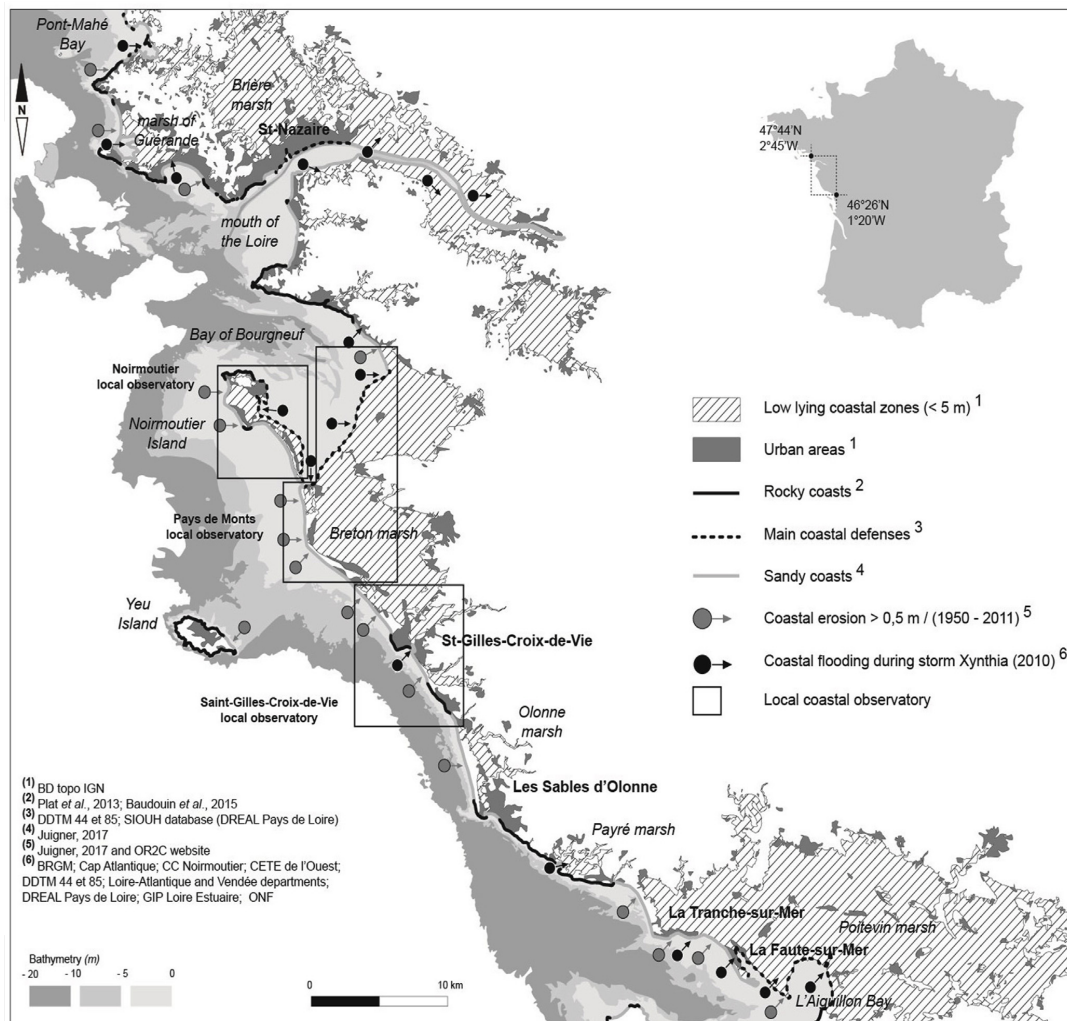 Pont-Mahé
Bay
N
Brière
marsh
marsh of
Guérande
St-Nazaire
mouth of
the Loire
47°44'N
2°45'W
46°26'N
1°20'W
Bay of Bourgneuf
Noirmoutier
local observatory
Noirmoutier
Island
Pays de Monts
local observatory
Breton marsh
Yeu
Island
St-Gilles-Croix-de-Vie
Saint-Gilles-Croix-de-Vie
local observatory
Olonne
marsh
Les Sables d'Olonne
Payré marsh
La Tranche-sur-Mer
Poitevin marsh
La Faute-sur-Mer
L'Aiguillon Bay
Low lying coastal zones (< 5 m) 1
Urban areas 1
Rocky coasts 2
Main coastal defenses 3
Sandy coasts 4
Coastal erosion > 0,5 m / (1950 - 2011) 5
Coastal flooding during storm Xynthia (2010) 6
Local coastal observatory
(1) BD topo IGN
(2) Plat et al., 2013; Baudouin et al., 2015
(3) DDTM 44 et 85; SIOUH database (DREAL Pays de Loire)
(4) Juigner, 2017
(5) Juigner, 2017 and OR2C website
(6) BRGM; Cap Atlantique; CC Noirmoutier; CETE de l'Ouest;
DDTM 44 et 85; Loire-Atlantique and Vendée departments;
DREAL Pays de Loire; GIP Loire Estuaire; ONF
Bathymetry (m)
- 20 -10 -5 0
0 10 km